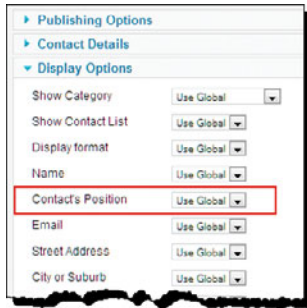 Publishing Options
Contact Details
Display Options
Show Category Use Global
Show Contact List Use Global
Display format Use Global
Name Use Global
Contact's Position Use Global
Email Use Global
Street Address Use Global
City or Suburb Use Global